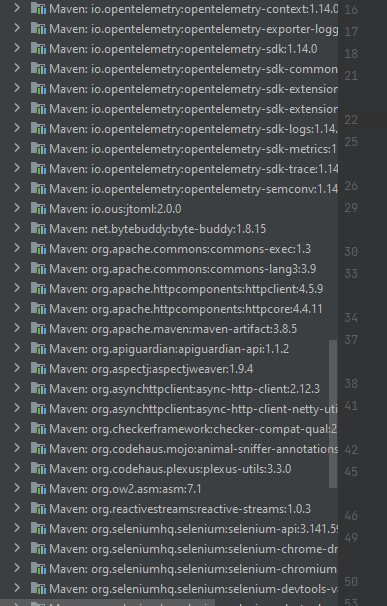 Maven: io.opentelemetry:opentelemetry-context:1.14.0
Maven: io.opentelemetry:opentelemetry-exporter-logg
Maven: io.opentelemetry:opentelemetry-sdk:1.14.0
Maven: io.opentelemetry:opentelemetry-sdk-common
Maven: io.opentelemetry:opentelemetry-sdk-extension
Maven: io.opentelemetry:opentelemetry-sdk-extension
Maven: io.opentelemetry:opentelemetry-sdk-logs:1.14.
Maven: io.opentelemetry:opentelemetry-sdk-metrics:1
Maven: io.opentelemetry:opentelemetry-sdk-trace:1.14
Maven: io.opentelemetry:opentelemetry-semconv:1.14
Maven: io.ous:jtoml:2.0.0
Maven: net.bytebuddy:byte-buddy:1.8.15
Maven: org.apache.commons:commons-exec:1.3
Maven: org.apache.commons:commons-lang3:3.9
Maven: org.apache.httpcomponents:httpclient:4.5.9
Maven: org.apache.httpcomponents:httpcore:4.4.11
Maven: org.apache.maven:maven-artifact:3.8.5
Maven: org.apiguardian:apiguardian-api:1.1.2
Maven: org.aspectj:aspectjweaver:1.9.4
Maven: org.asynchttpclient:async-http-client:2.12.3
Maven: org.asynchttpclient:async-http-client-netty-uti
Maven: org.checkerframework:checker-compat-qual:2
Maven: org.codehaus.mojo:animal-sniffer-annotations
Maven: org.codehaus.plexus:plexus-utils:3.3.0
Maven: org.ow2.asm:asm:7.1
Maven: org.reactivestreams:reactive-streams:1.0.3
Maven: org.seleniumhq.selenium:selenium-api:3.141.59
Maven: org.seleniumhq.selenium:selenium-chrome-dr
Maven: org.seleniumhq.selenium:selenium-chromium
Maven: org.seleniumhq.selenium:selenium-devtools-v
16
17
18
21
22
25
26
29
30
33
34
37
38
41
42
45
46
49
50
53